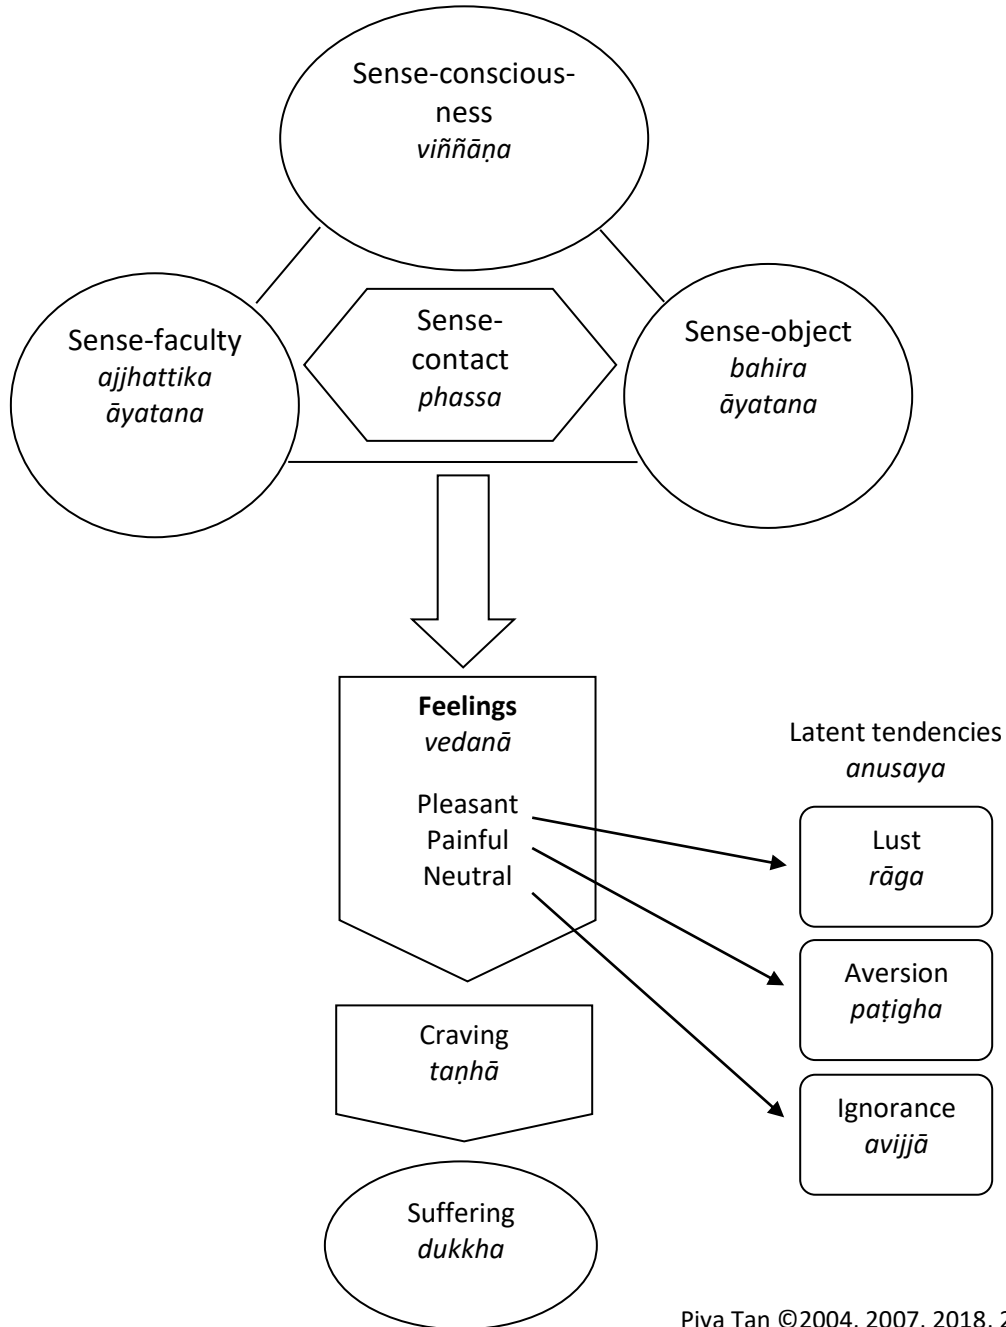 Sense-conscious-
ness
viññāṇa
Sense-faculty
ajjhattika
āyatana
Sense-
contact
phassa
Sense-object
bahira
āyatana
Feelings
vedanā
Pleasant
Painful
Neutral
Latent tendencies
anusaya
Lust
rāga
Aversion
paṭigha
Ignorance
avijjā
Craving
taṇhā
Suffering
dukkha
Piya Tan ©2004, 2007, 2018, 2